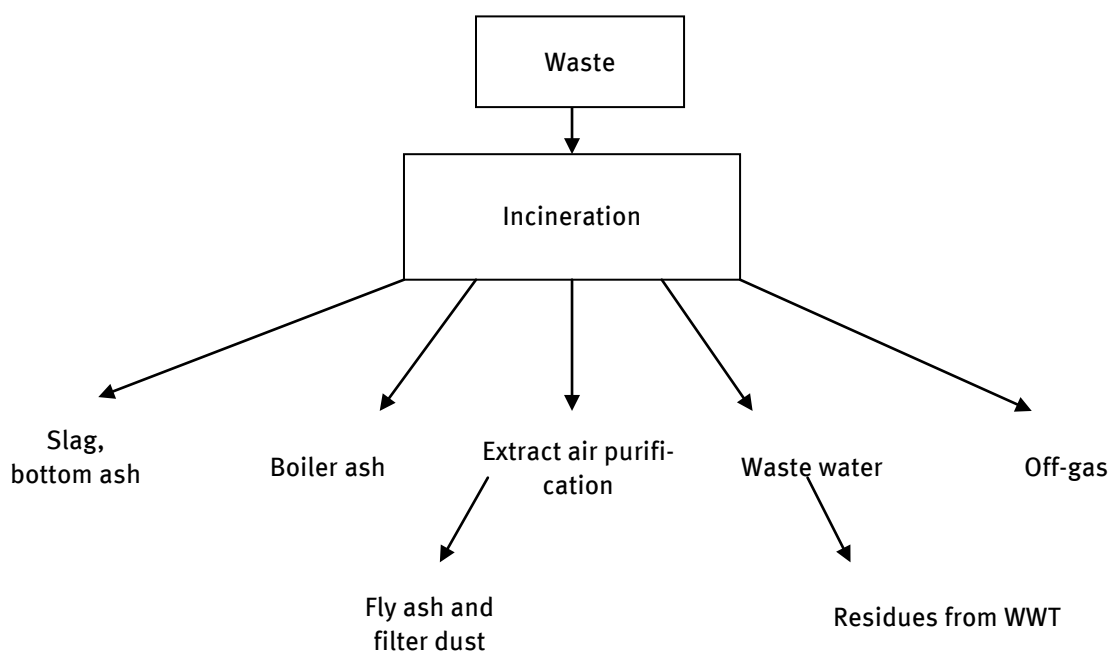 Waste
Incineration
Slag,
bottom ash
Boiler ash
Extract air purifi-
cation
Waste water
Off-gas
Fly ash and
filter dust
Residues from WWT